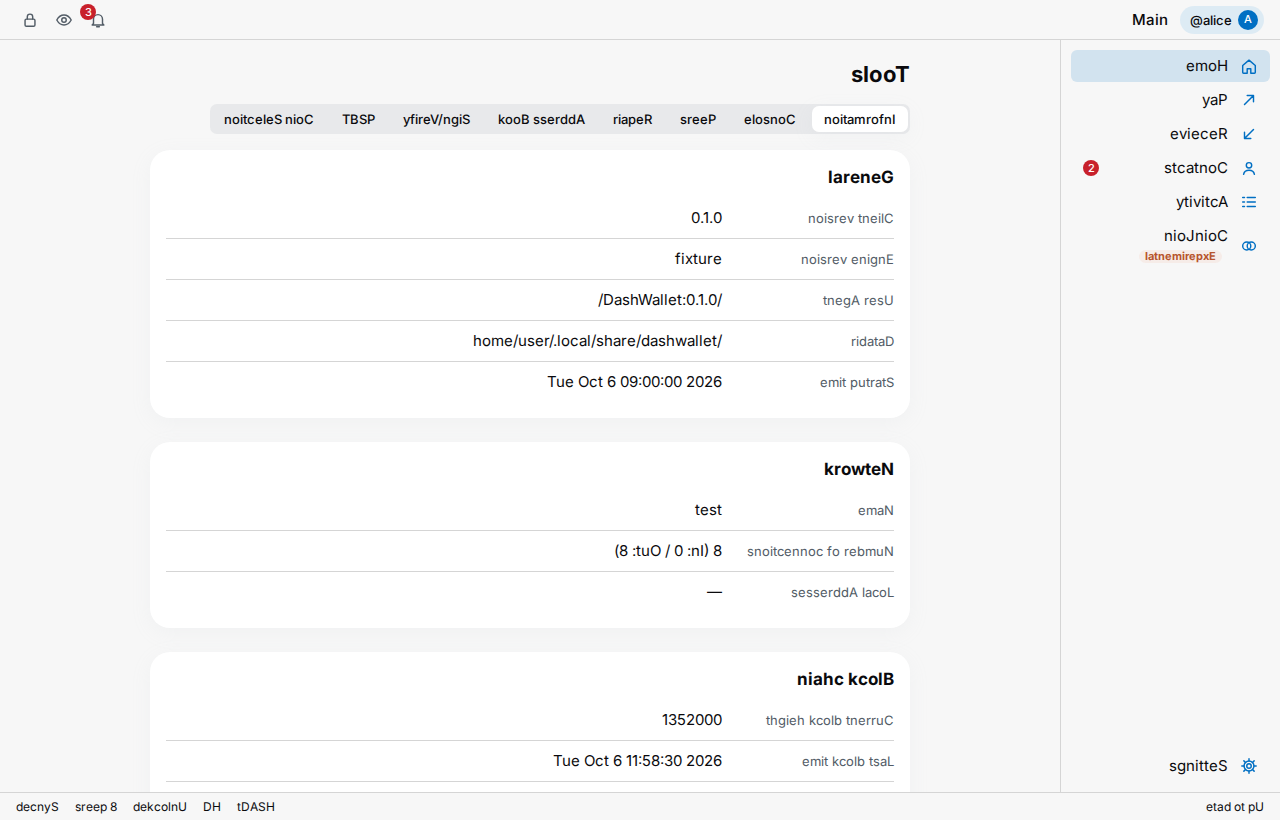 3
Main @alice A
emoH
yaP
evieceR
2 stcatnoC
ytivitcA
nioJnioC
latnemirepxE
sgnitteS
slooT
noitceleS nioC TBSP yfireV/ngiS kooB sserddA riapeR sreeP elosnoC noitamrofnI
lareneG
0.1.0 noisrev tneilC
fixture noisrev enignE
/DashWallet:0.1.0/ tnegA resU
home/user/.local/share/dashwallet/ ridataD
Tue Oct 6 09:00:00 2026 emit putratS
krowteN
test emaN
(8 :tuO / 0 :nI) 8 snoitcennoc fo rebmuN
— sesserddA lacoL
niahc kcolB
1352000 thgieh kcolb tnerruC
Tue Oct 6 11:58:30 2026 emit kcolb tsaL
decnyS sreep 8 dekcolnU DH tDASH etad ot pU